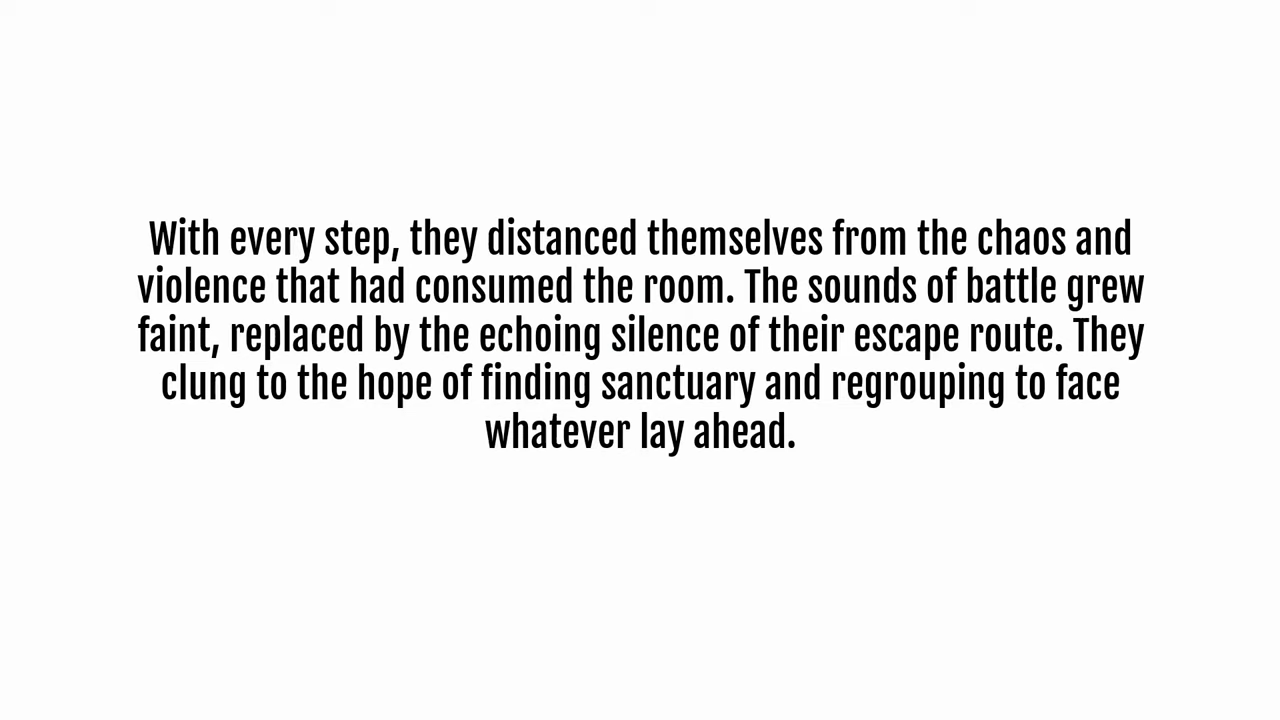 With every step, they distanced themselves from the chaos and
violence that had consumed the room. The sounds of battle grew
faint, replaced by the echoing silence of their escape route. They
clung to the hope of finding sanctuary and regrouping to face
whatever lay ahead.